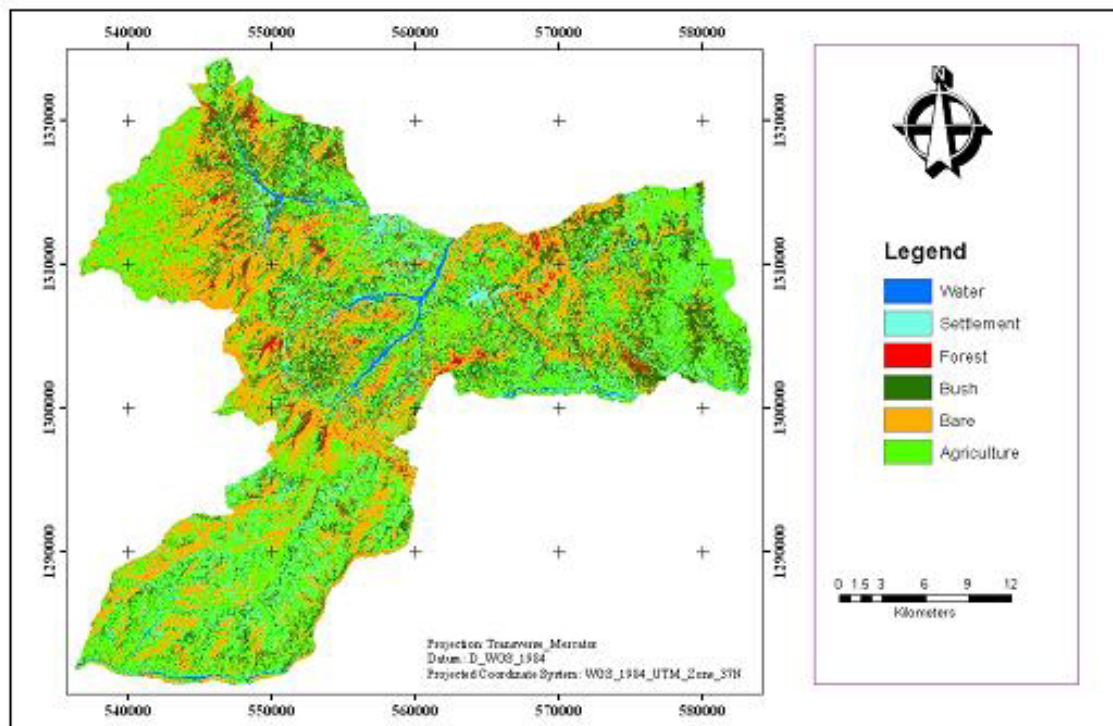 540000 550000 560000 570000 580000
1320000
1310000
1300000
1290000
1320000
1310000
1300000
1290000
Projection: Transverse_Mercator
Datum: D_WGS_1984
Projected Coordinate System: WGS_1984_UTM_Zone_37N
540000 550000 560000 570000 580000
N
Legend
Water
Settlement
Forest
Bush
Bare
Agriculture
0 1.5 3 6 9 12
Kilometers